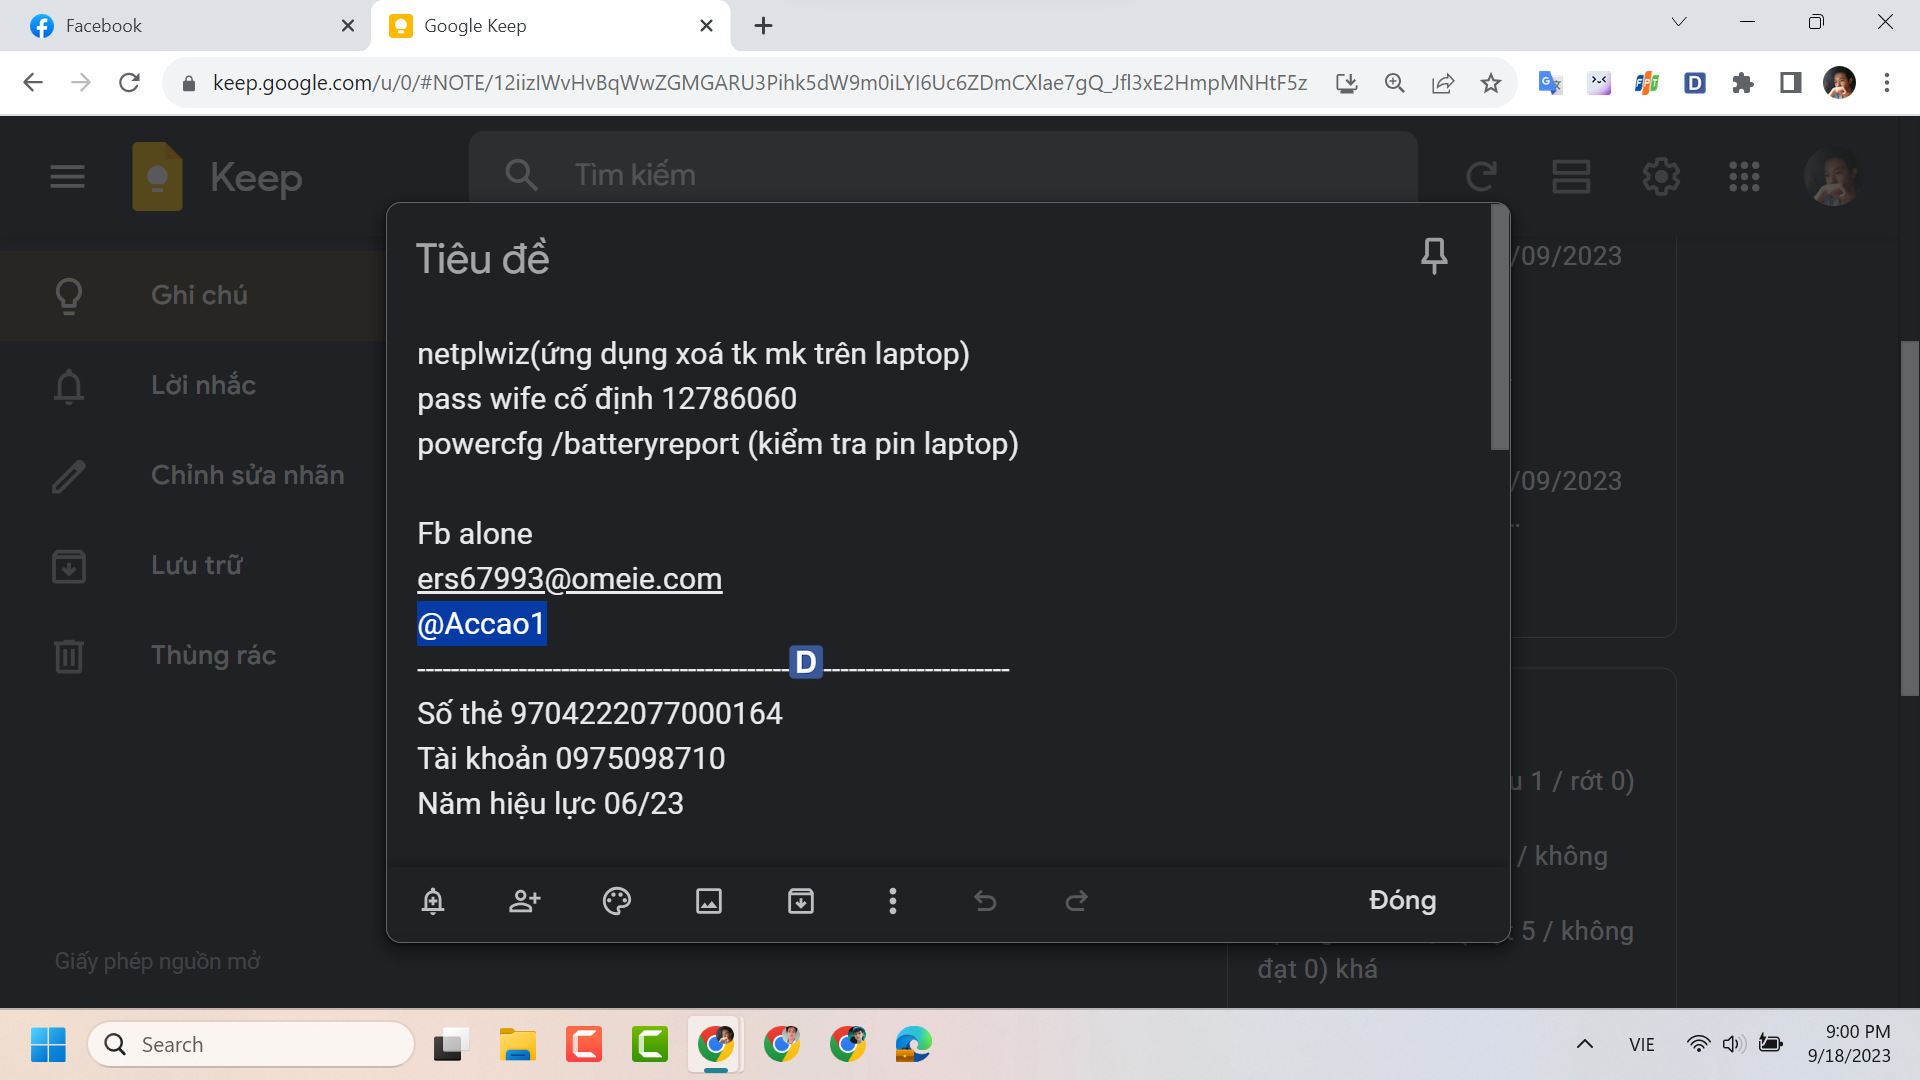 Facebook
Google Keep
keep.google.com/u/0/#NOTE/12iizIWvHvBqWwZGMGARU3Pihk5dW9m0iLYI6Uc6ZDmCXlae7gQ_Jfl3xE2HmpMNHtF5z
Keep
Tìm kiếm
Ghi chú
Lời nhắc
Chỉnh sửa nhãn
Lưu trữ
Thùng rác
Giấy phép nguồn mở
Tiêu đề
netplwiz(ứng dụng xoá tk mk trên laptop)
pass wife cố định 12786060
powercfg /batteryreport (kiểm tra pin laptop)
Fb alone
ers67993@omeie.com
@Accao1
D
Số thẻ 9704222077000164
Tài khoản 0975098710
Năm hiệu lực 06/23
Đóng
/09/2023
/09/2023
1 / rớt 0)
/ không
5 / không
đạt 0) khá
Search
VIE
9:00 PM
9/18/2023